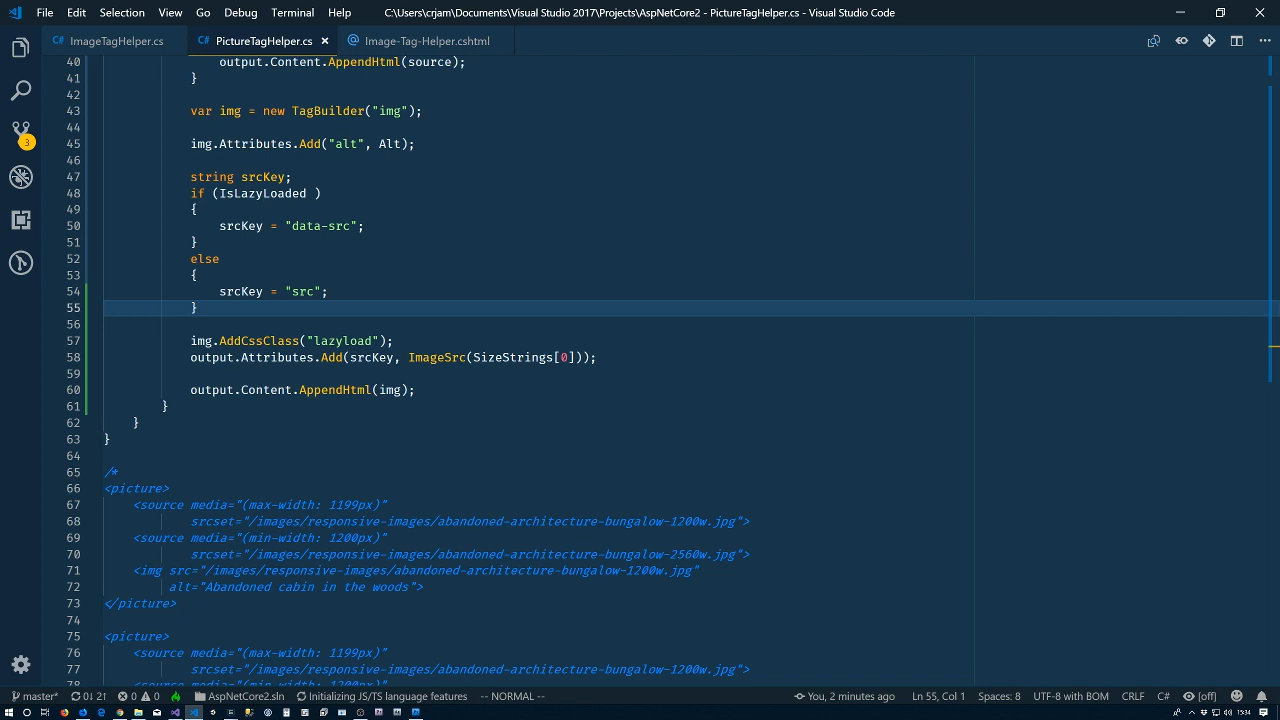 File Edit Selection View Go Debug Terminal Help C:\Users\crjam\Documents\Visual Studio 2017\Projects\AspNetCore2 - PictureTagHelper.cs - Visual Studio Code
C# ImageTagHelper.cs C# PictureTagHelper.cs × @ Image-Tag-Helper.cshtml
40 output.Content.AppendHtml(source);
41 }
42
43 var img = new TagBuilder("img");
44
45 img.Attributes.Add("alt", Alt);
46
47 string srcKey;
48 if (IsLazyLoaded )
49 {
50 srcKey = "data-src";
51 }
52 else
53 {
54 srcKey = "src";
55 }
56
57 img.AddCssClass("lazyload");
58 output.Attributes.Add(srcKey, ImageSrc(SizeStrings[0]));
59
60 output.Content.AppendHtml(img);
61 }
62 }
63 }
64
65 /*
66 <picture>
67 <source media="(max-width: 1199px)"
68 srcset="/images/responsive-images/abandoned-architecture-bungalow-1200w.jpg">
69 <source media="(min-width: 1200px)"
70 srcset="/images/responsive-images/abandoned-architecture-bungalow-2560w.jpg">
71 <img src="/images/responsive-images/abandoned-architecture-bungalow-1200w.jpg"
72 alt="Abandoned cabin in the woods">
73 </picture>
74
75 <picture>
76 <source media="(max-width: 1199px)"
77 srcset="/images/responsive-images/abandoned-architecture-bungalow-1200w.jpg">
78 <source media="(min-width: 1200px)"
3
master* 0↓ 2↑ 0 0 AspNetCore2.sln Initializing JS/TS language features -- NORMAL -- You, 2 minutes ago Ln 55, Col 1 Spaces: 8 UTF-8 with BOM CRLF C# [off]
15:34